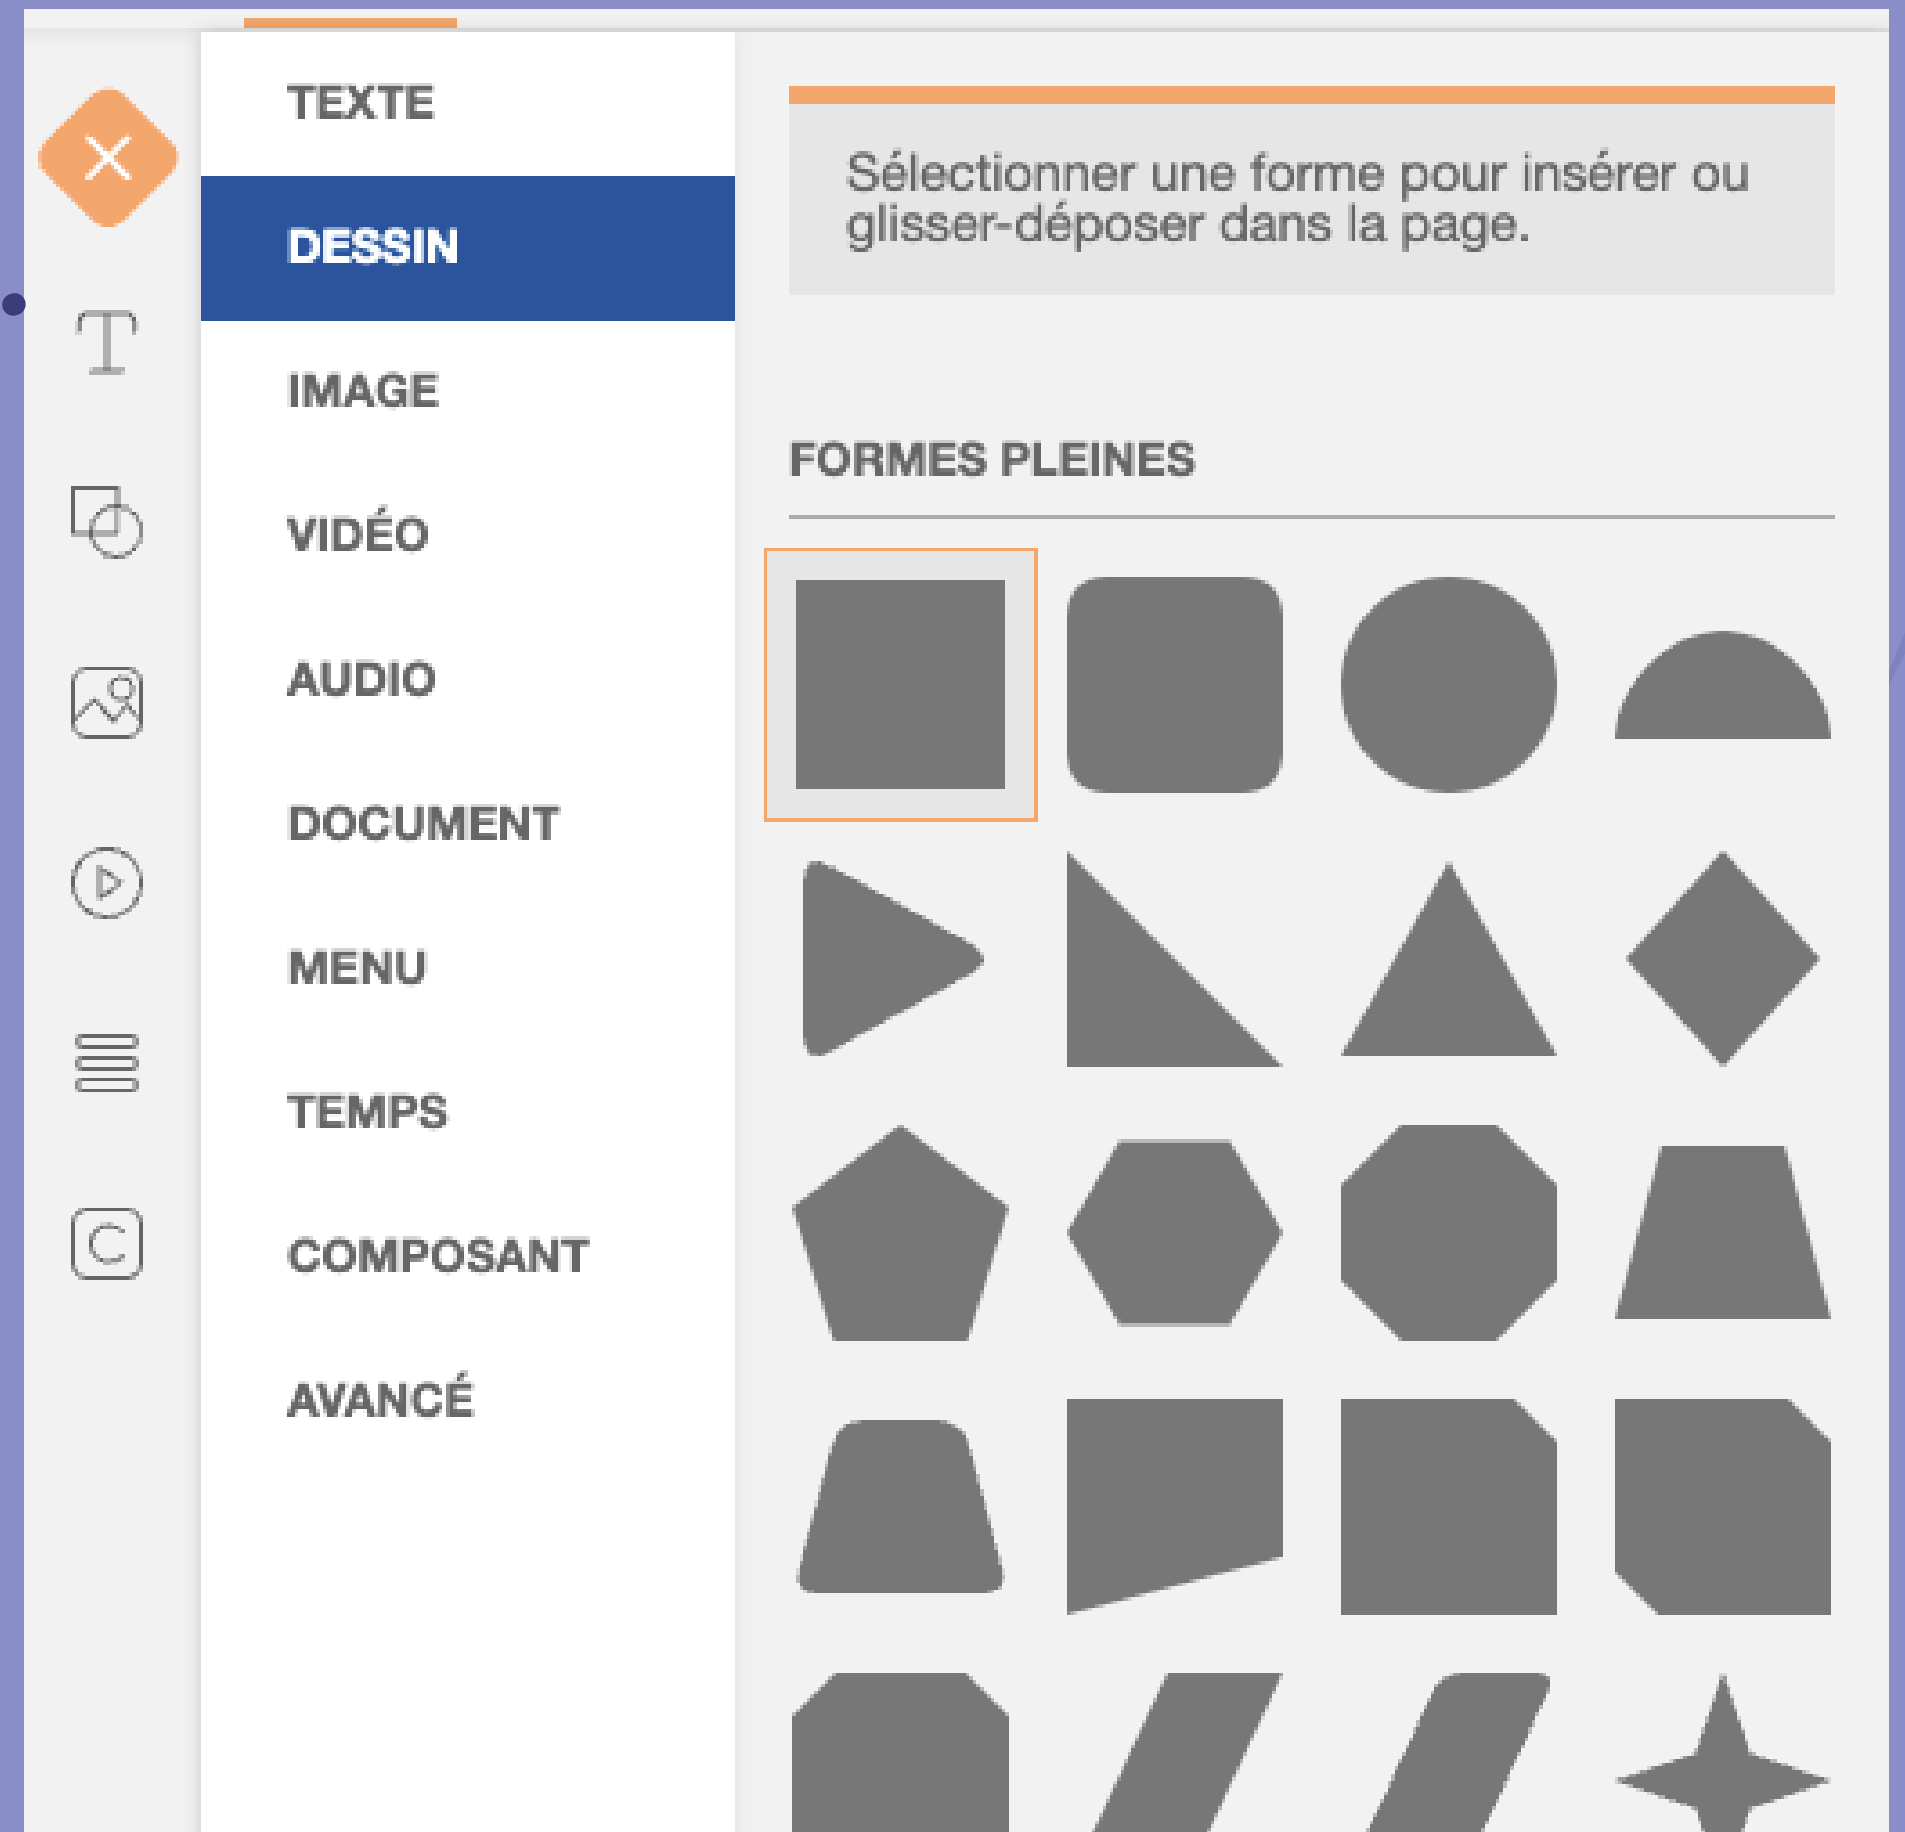 TEXTE
DESSIN
IMAGE
VIDÉO
AUDIO
DOCUMENT
MENU
TEMPS
COMPOSANT
AVANCÉ
Sélectionner une forme pour insérer ou
glisser-déposer dans la page.
FORMES PLEINES
T
C